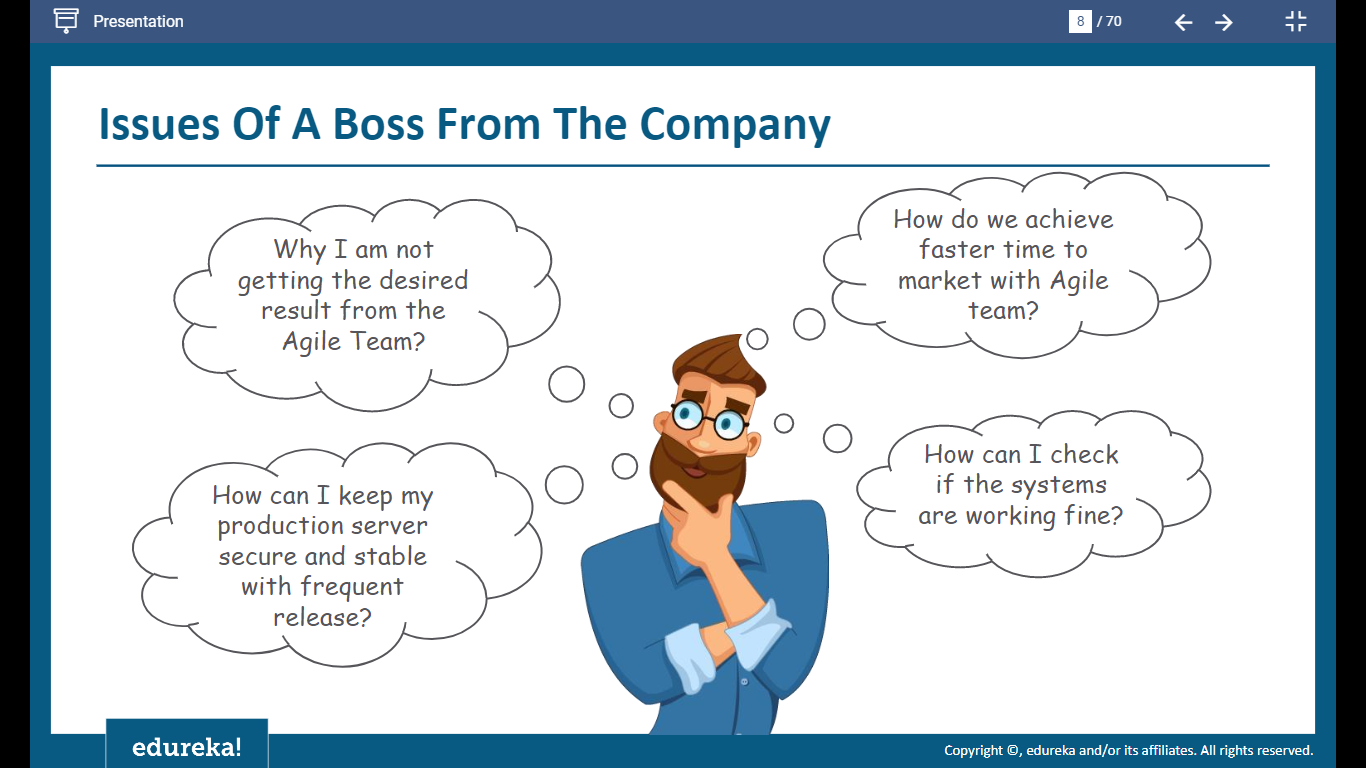 Presentation
8 / 70
Issues Of A Boss From The Company
Why I am not
getting the desired
result from the
Agile Team?
How do we achieve
faster time to
market with Agile
team?
How can I keep my
production server
secure and stable
with frequent
release?
How can I check
if the systems
are working fine?
edureka!
Copyright ©, edureka and/or its affiliates. All rights reserved.